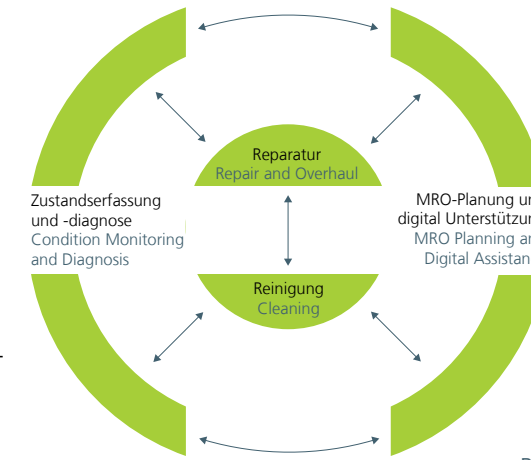 Reparatur
Repair and Overhaul
Zustandserfassung
und -diagnose
Condition Monitoring
and Diagnosis
MRO-Planung
digital
MRO Planning
Digital
Reinigung
Cleaning